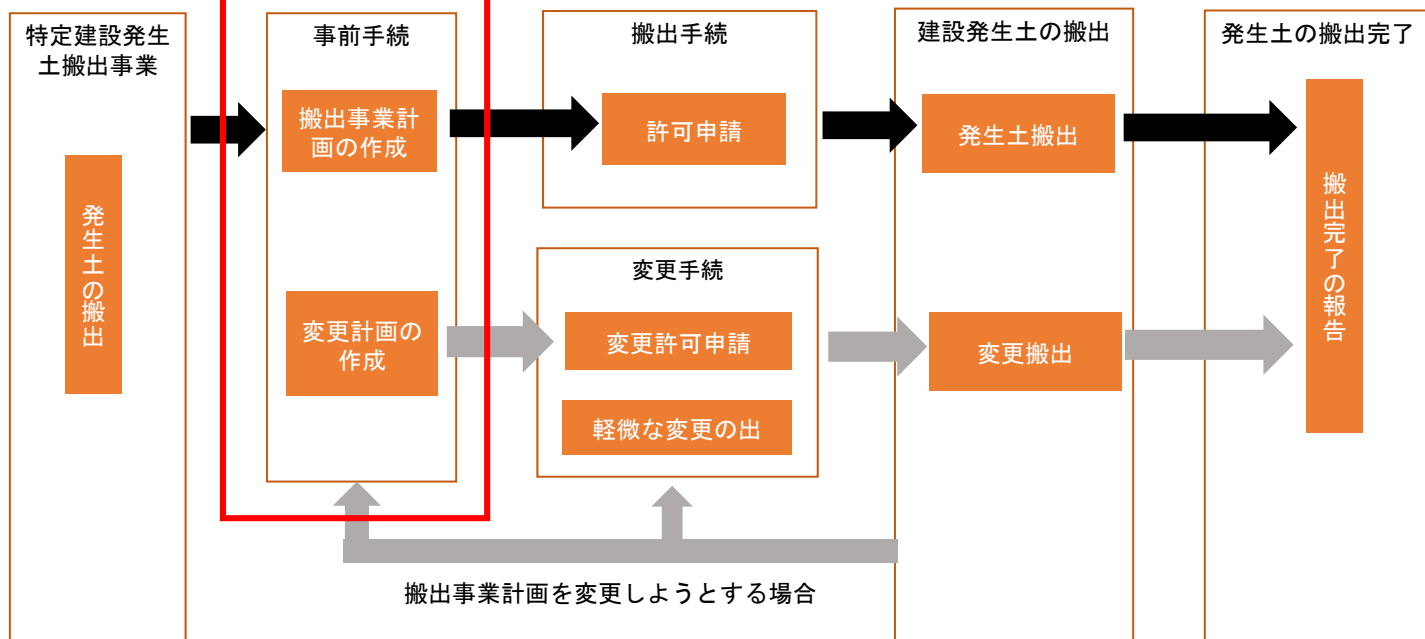 特定建設発生
土搬出事業
発生土の搬出
事前手続
搬出事業計
画の作成
変更計画の
作成
搬出手続
許可申請
変更手続
変更許可申請
軽微な変更の出
建設発生土の搬出
発生土搬出
変更搬出
発生土の搬出完了
搬出完了の報告
搬出事業計画を変更しようとする場合